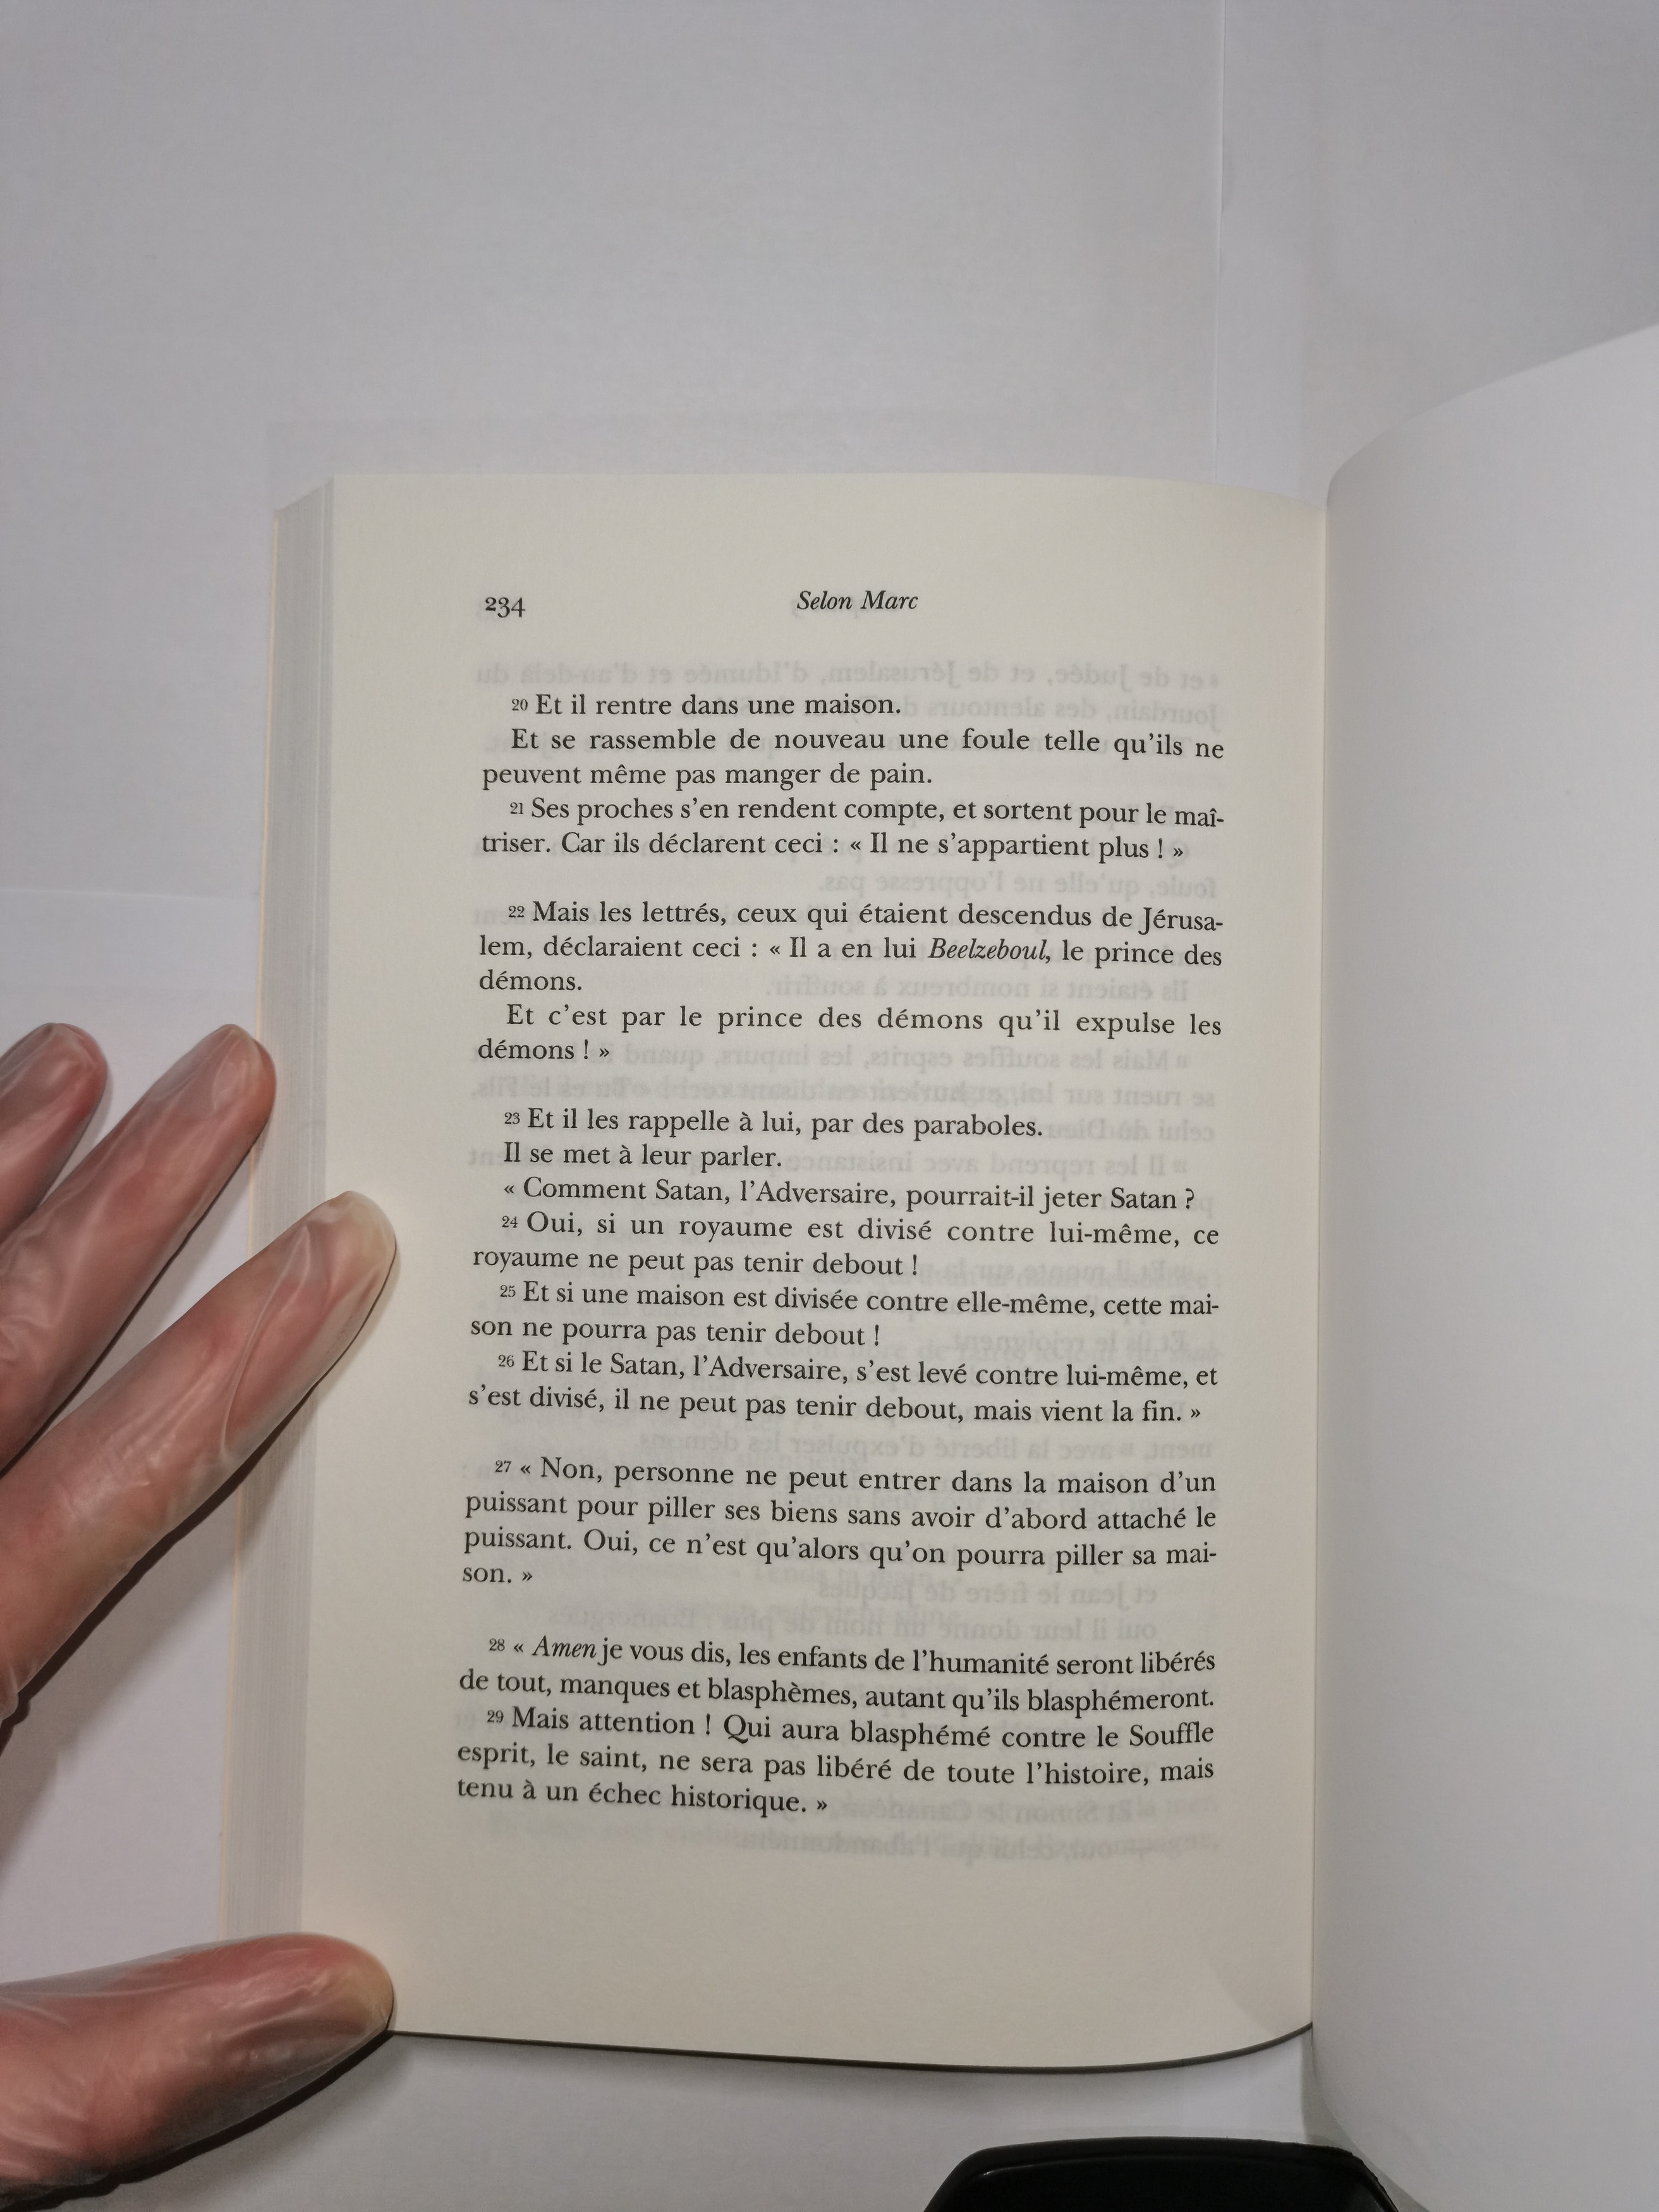 234
Selon Marc
20 Et il rentre dans une maison.
Et se rassemble de nouveau une foule telle qu'ils ne
peuvent même pas manger de pain.
21 Ses proches s'en rendent compte, et sortent pour le maî-
triser. Car ils déclarent ceci : « Il ne s'appartient plus ! »
22 Mais les lettrés, ceux qui étaient descendus de Jérusa-
lem, déclaraient ceci : « Il a en lui Beelzeboul, le prince des
démons.
Et c'est par le prince des démons qu'il expulse les
démons ! »
23 Et il les rappelle à lui, par des paraboles.
Il se met à leur parler.
« Comment Satan, l'Adversaire, pourrait-il jeter Satan ?
24 Oui, si un royaume est divisé contre lui-même, ce
royaume ne peut pas tenir debout !
25 Et si une maison est divisée contre elle-même, cette mai-
son ne pourra pas tenir debout !
26 Et si le Satan, l'Adversaire, s'est levé contre lui-même, et
s'est divisé, il ne peut pas tenir debout, mais vient la fin. »
27 « Non, personne ne peut entrer dans la maison d'un
puissant pour piller ses biens sans avoir d'abord attaché le
puissant. Oui, ce n'est qu'alors qu'on pourra piller sa mai-
son. »
28 « Amen je vous dis, les enfants de l'humanité seront libérés
de tout, manques et blasphèmes, autant qu'ils blasphémeront.
29 Mais attention ! Qui aura blasphémé contre le Souffle
esprit, le saint, ne sera pas libéré de toute l'histoire, mais
tenu à un échec historique. »